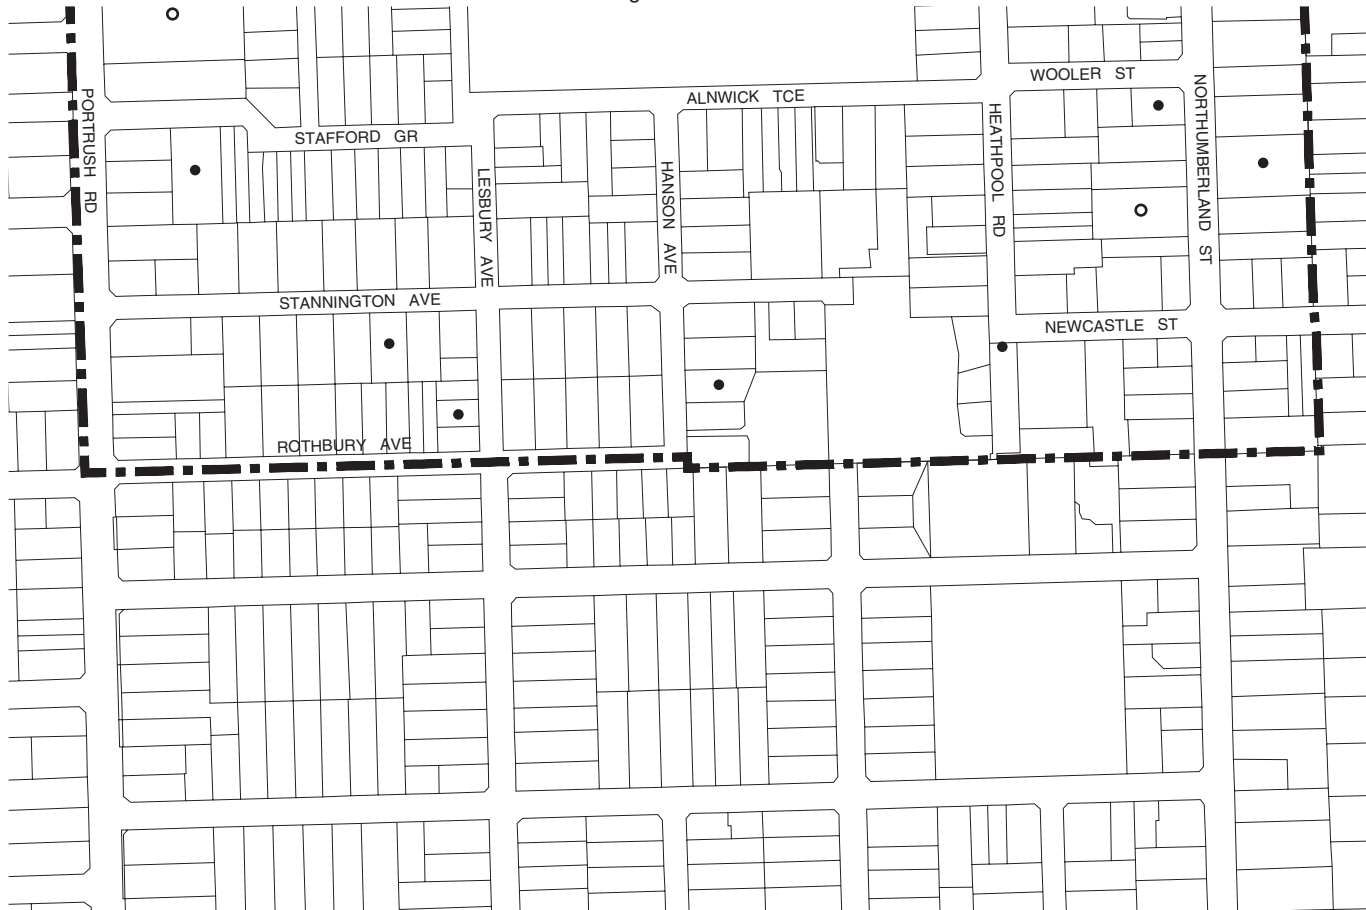 WOOLER ST
ALNWICK TCE
STAFFORD GR
PORTRUSH RD
LESBURY AVE
HANSON AVE
HEATHPOOL RD
NORTHUMBERLAND ST
STANNINGTON AVE
NEWCASTLE ST
ROTHBURY AVE